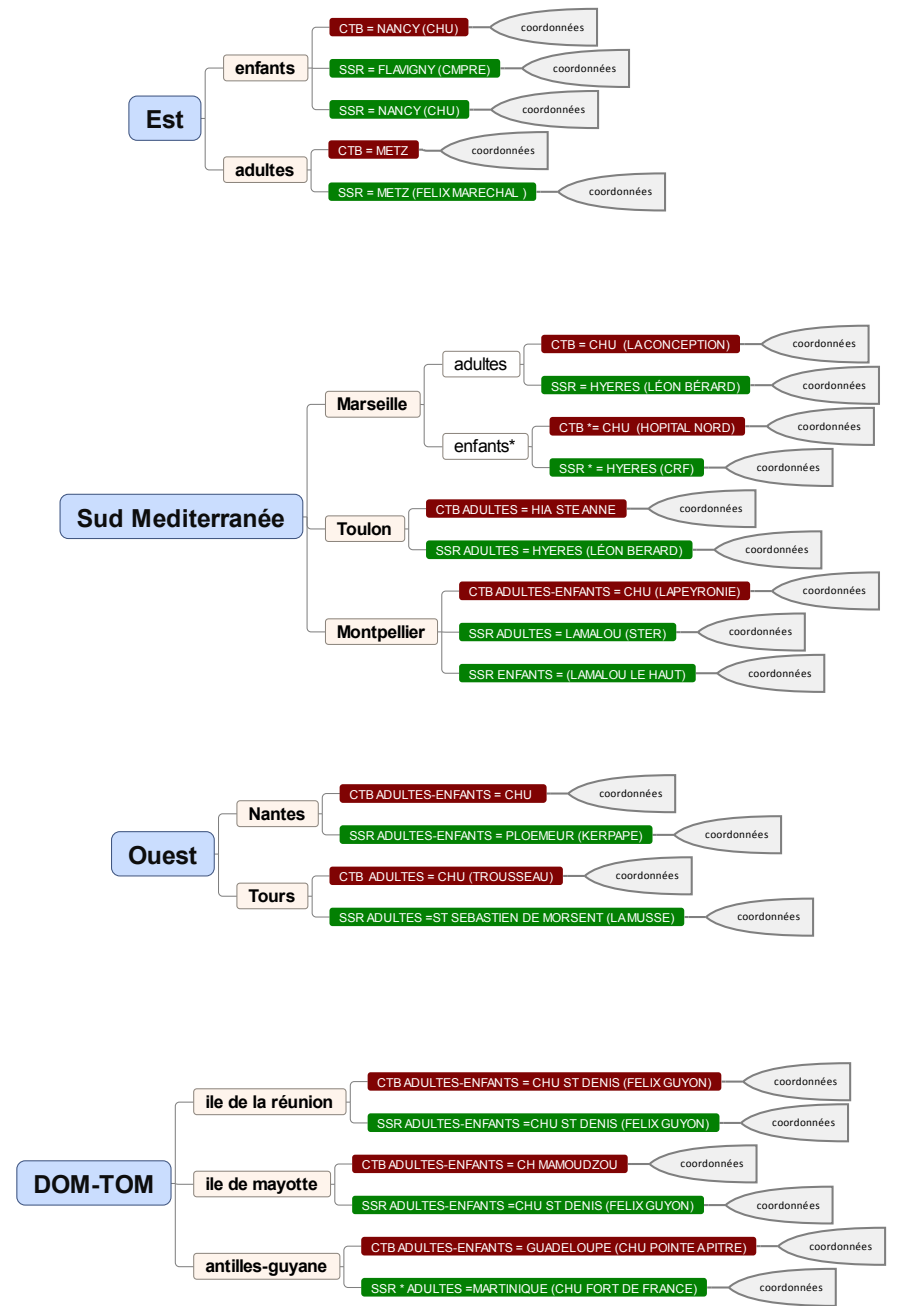 Est
enfants
CTB = NANCY (CHU)
coordonnées
SSR = FLAVIGNY (CMPRE)
coordonnées
SSR = NANCY (CHU)
coordonnées
adultes
CTB = METZ
coordonnées
SSR = METZ (FELIX MARECHAL )
coordonnées
Sud Mediterranée
Marseille
adultes
CTB = CHU (LA CONCEPTION)
coordonnées
SSR = HYERES (LÉON BÉRARD)
coordonnées
enfants*
CTB *= CHU (HOPITAL NORD)
coordonnées
SSR * = HYERES (CRF)
coordonnées
Toulon
CTB ADULTES = HIA STE ANNE
coordonnées
SSR ADULTES = HYERES (LÉON BERARD)
coordonnées
Montpellier
CTB ADULTES-ENFANTS = CHU (LAPEYRONIE)
coordonnées
SSR ADULTES = LAMALOU (STER)
coordonnées
SSR ENFANTS = (LAMALOU LE HAUT)
coordonnées
Ouest
Nantes
CTB ADULTES-ENFANTS = CHU
coordonnées
SSR ADULTES-ENFANTS = PLOEMEUR (KERPAPE)
coordonnées
Tours
CTB ADULTES = CHU (TROUSSEAU)
coordonnées
SSR ADULTES =ST SEBASTIEN DE MORSENT (LA MUSSE)
coordonnées
DOM-TOM
ile de la réunion
CTB ADULTES-ENFANTS = CHU ST DENIS (FELIX GUYON)
coordonnées
SSR ADULTES-ENFANTS =CHU ST DENIS (FELIX GUYON)
coordonnées
ile de mayotte
CTB ADULTES-ENFANTS = CH MAMOUDZOU
coordonnées
SSR ADULTES-ENFANTS =CHU ST DENIS (FELIX GUYON)
coordonnées
antilles-guyane
CTB ADULTES-ENFANTS = GUADELOUPE (CHU POINTE A PITRE)
coordonnées
SSR * ADULTES =MARTINIQUE (CHU FORT DE FRANCE)
coordonnées